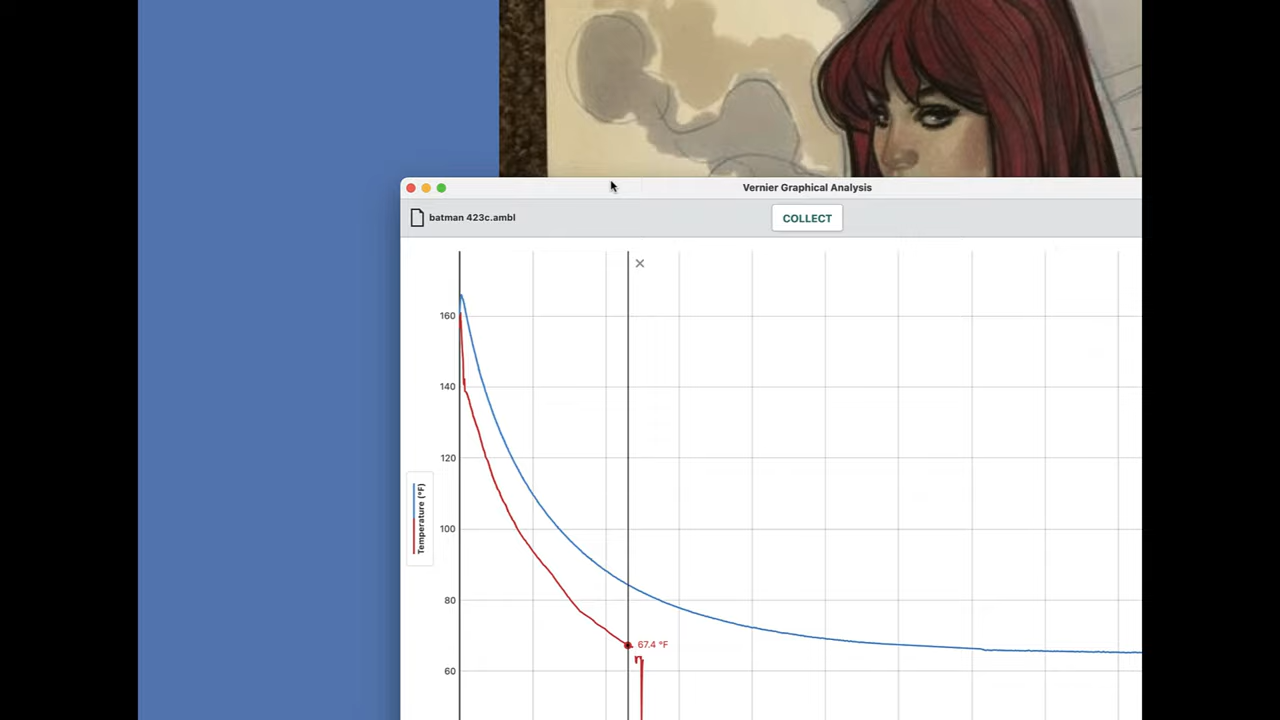 Vernier Graphical Analysis
batman 423c.ambl
COLLECT
160
140
120
100
80
60
Temperature (°F)
67.4 °F